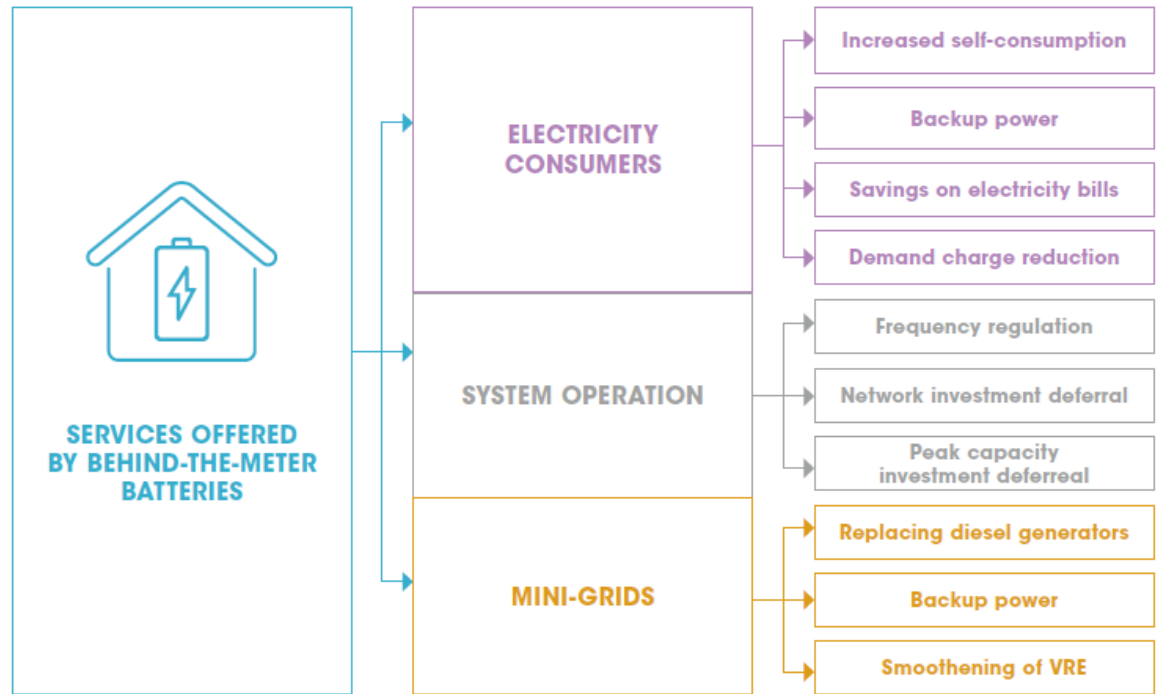 SERVICES OFFERED
BY BEHIND-THE-METER
BATTERIES
ELECTRICITY
CONSUMERS
Increased self-consumption
Backup power
Savings on electricity bills
Demand charge reduction
SYSTEM OPERATION
Frequency regulation
Network investment deferral
Peak capacity
investment deferreal
MINI-GRIDS
Replacing diesel generators
Backup power
Smoothening of VRE